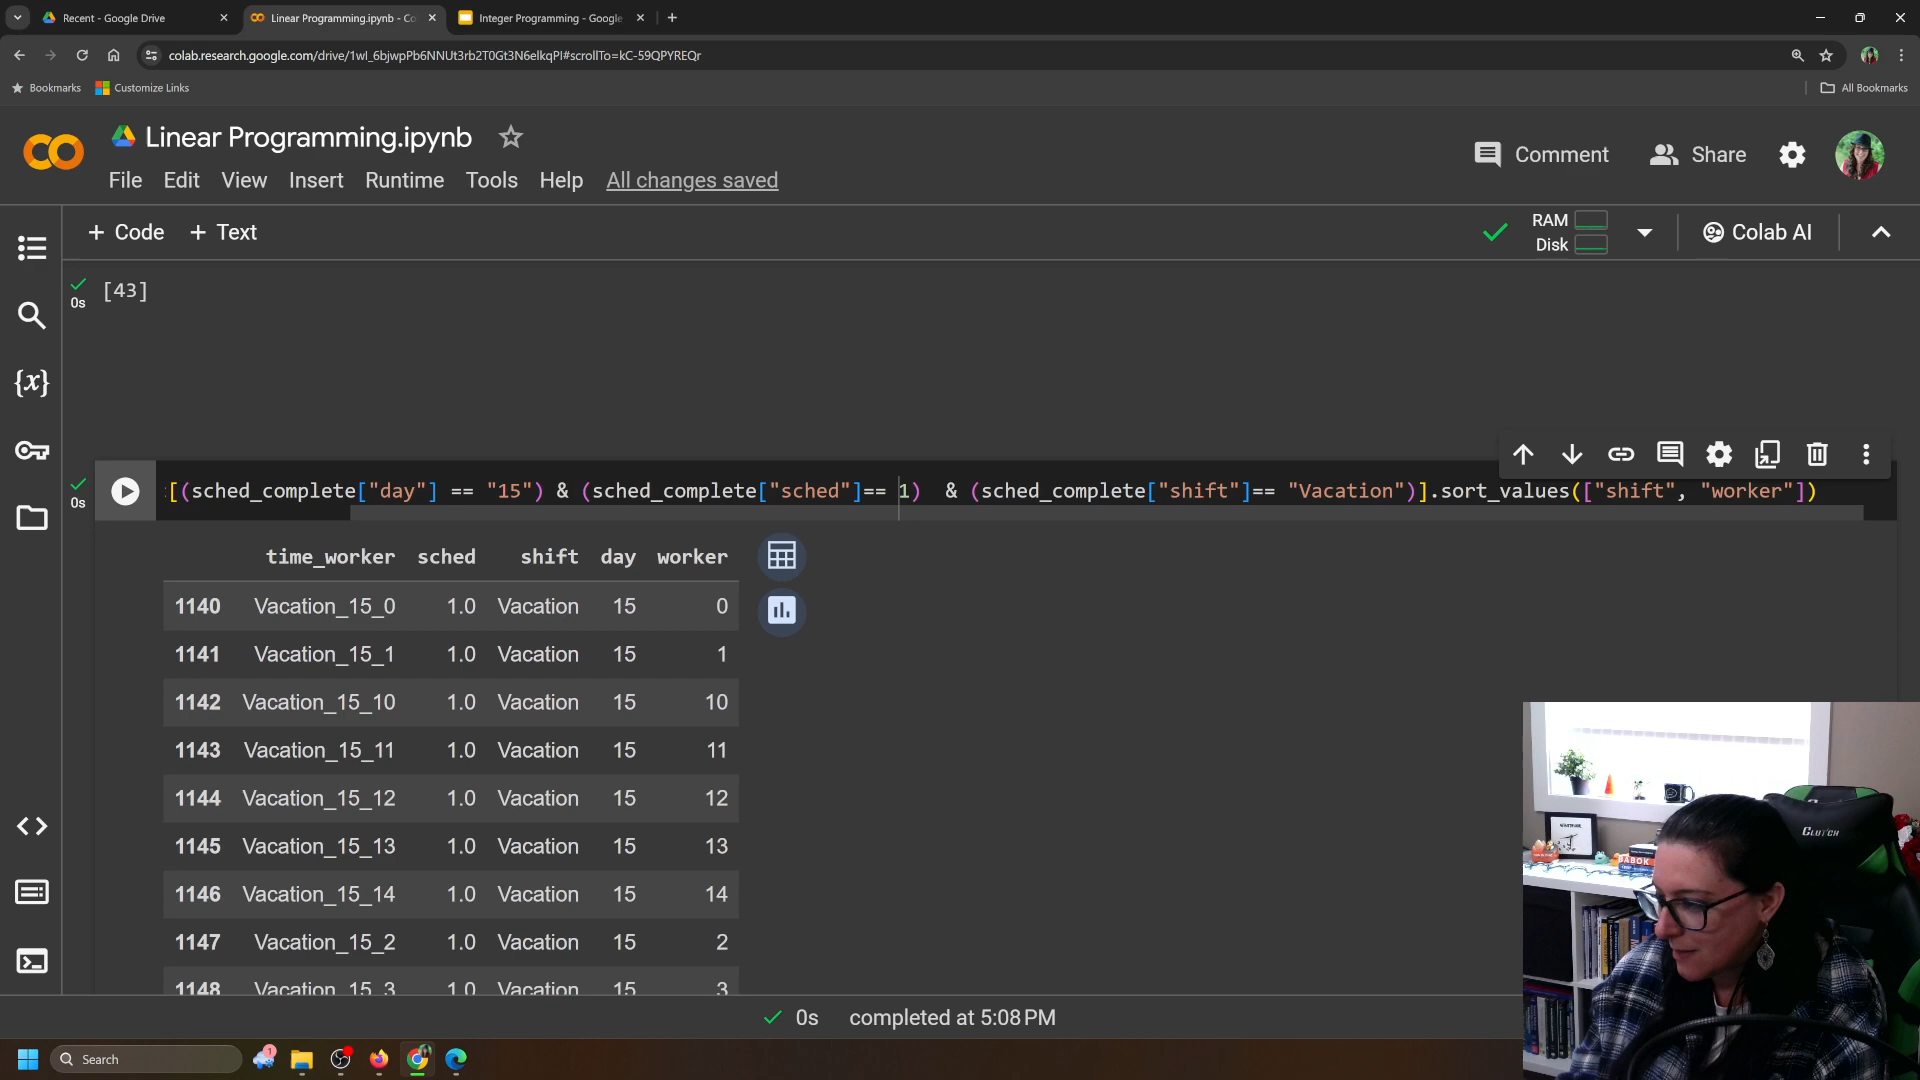 Recent - Google Drive
Linear Programming.ipynb - Co
Integer Programming - Google
colab.research.google.com/drive/1wI_6bjwpPb6NNUt3rb2T0Gt3N6elkqPI#scrollTo=kC-59QPYREQr
Bookmarks
Customize Links
All Bookmarks
Linear Programming.ipynb
Comment
Share
File Edit View Insert Runtime Tools Help All changes saved
+ Code + Text
RAM
Disk
Colab AI
0s
[43]
{x}
0s
:[(sched_complete["day"] == "15") & (sched_complete["sched"]== 1)  & (sched_complete["shift"]== "Vacation")].sort_values(["shift", "worker"])
time_worker sched shift day worker
1140 Vacation_15_0 1.0 Vacation 15 0
1141 Vacation_15_1 1.0 Vacation 15 1
1142 Vacation_15_10 1.0 Vacation 15 10
1143 Vacation_15_11 1.0 Vacation 15 11
1144 Vacation_15_12 1.0 Vacation 15 12
1145 Vacation_15_13 1.0 Vacation 15 13
1146 Vacation_15_14 1.0 Vacation 15 14
1147 Vacation_15_2 1.0 Vacation 15 2
1148 Vacation_15_3 1.0 Vacation 15 3
CLUTCH
BABOK
0s completed at 5:08 PM
Search
1